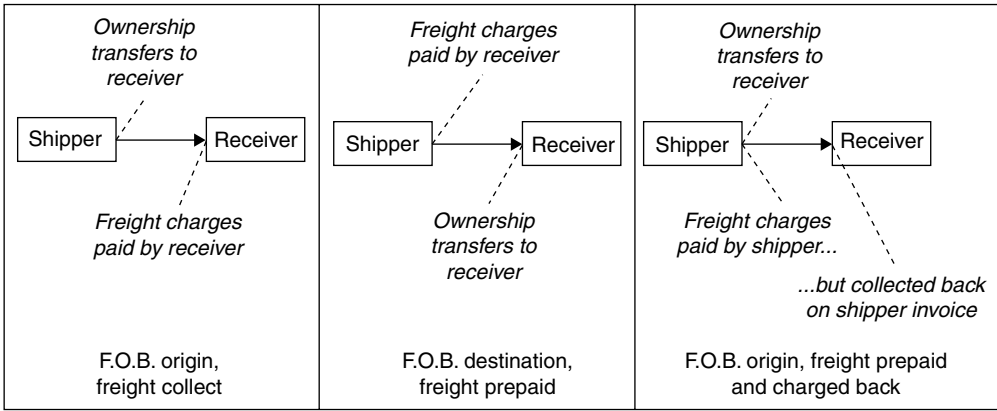 Ownership
transfers to
receiver
Shipper
Receiver
Freight charges
paid by receiver
F.O.B. origin,
freight collect
Freight charges
paid by receiver
Shipper
Receiver
Ownership
transfers to
receiver
F.O.B. destination,
freight prepaid
Ownership
transfers to
receiver
Shipper
Receiver
Freight charges
paid by shipper...
...but collected back
on shipper invoice
F.O.B. origin, freight prepaid
and charged back